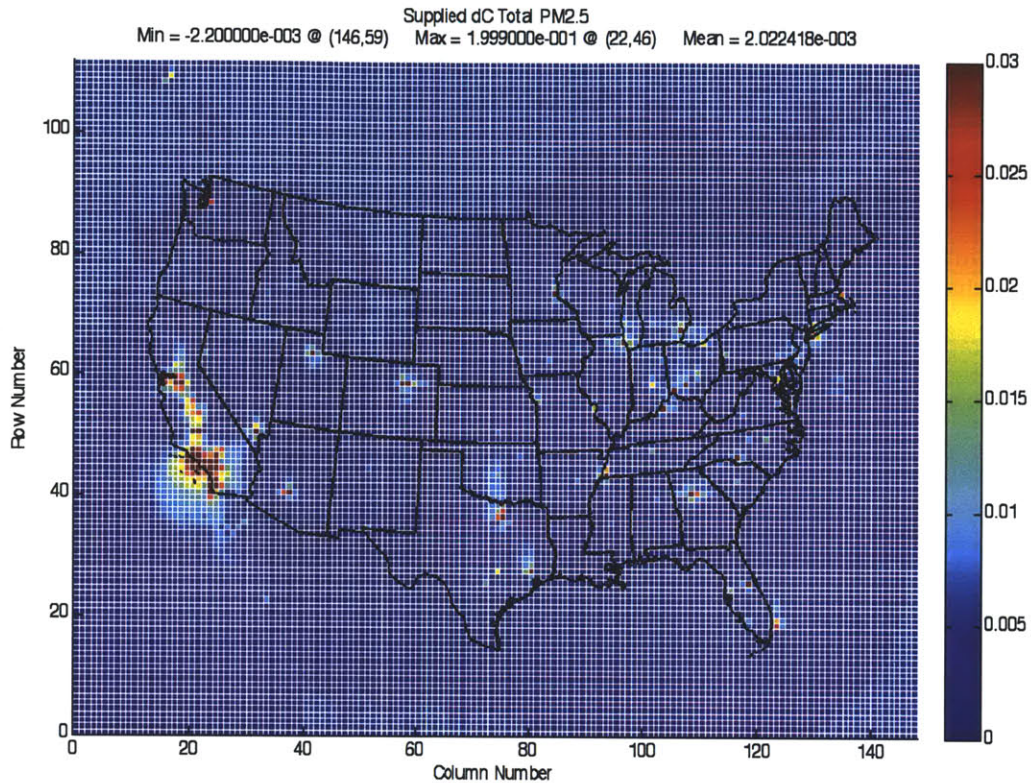 Supplied dC Total PM2.5
Min = -2.200000e-003 @ (146,59) Max = 1.999000e-001 @ (22,46) Mean = 2.022418e-003
Row Number
100
80
60
40
20
0
0 20 40 60 80 100 120 140
Column Number
0.03
0.025
0.02
0.015
0.01
0.005
0